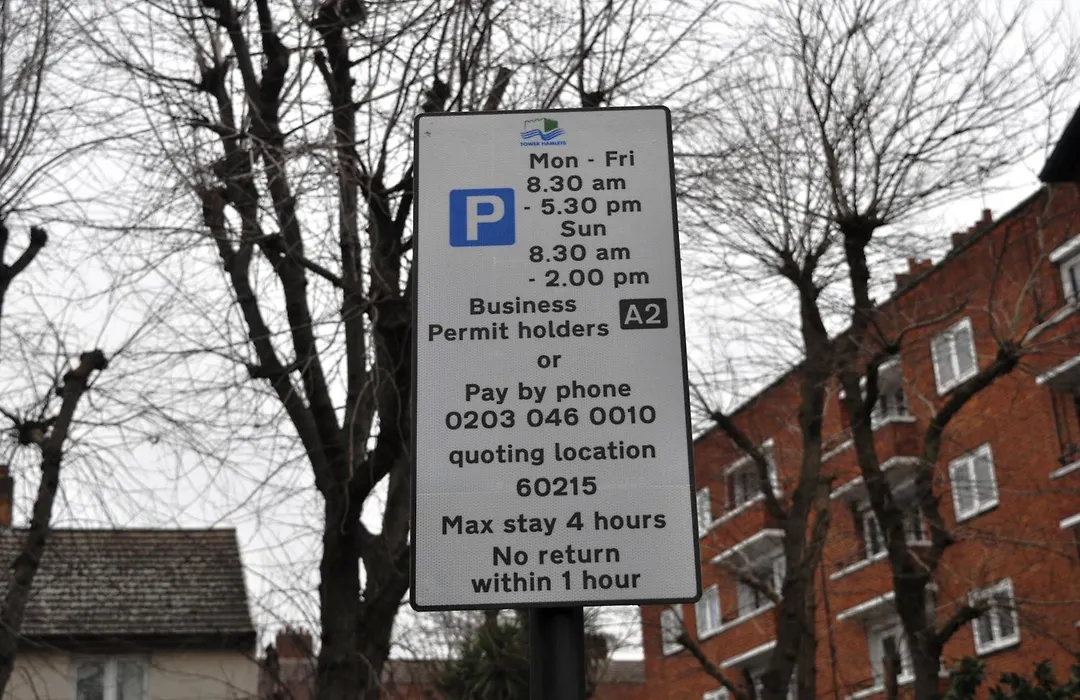 TOWER HAMLETS
Mon - Fri
8.30 am
P
- 5.30 pm
Sun
8.30 am
- 2.00 pm
Business
Permit holders
A2
or
Pay by phone
0203 046 0010
quoting location
60215
Max stay 4 hours
No return
within 1 hour